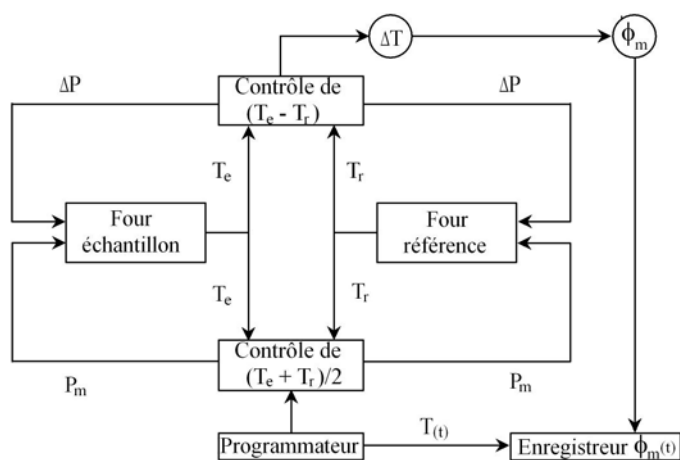 ΔT
ϕm
ΔP
Contrôle de
(Te - Tr)
ΔP
Te
Tr
Four
échantillon
Four
référence
Te
Tr
Contrôle de
(Te + Tr)/2
Pm
Pm
Programmateur
T(t)
Enregistreur ϕm(t)